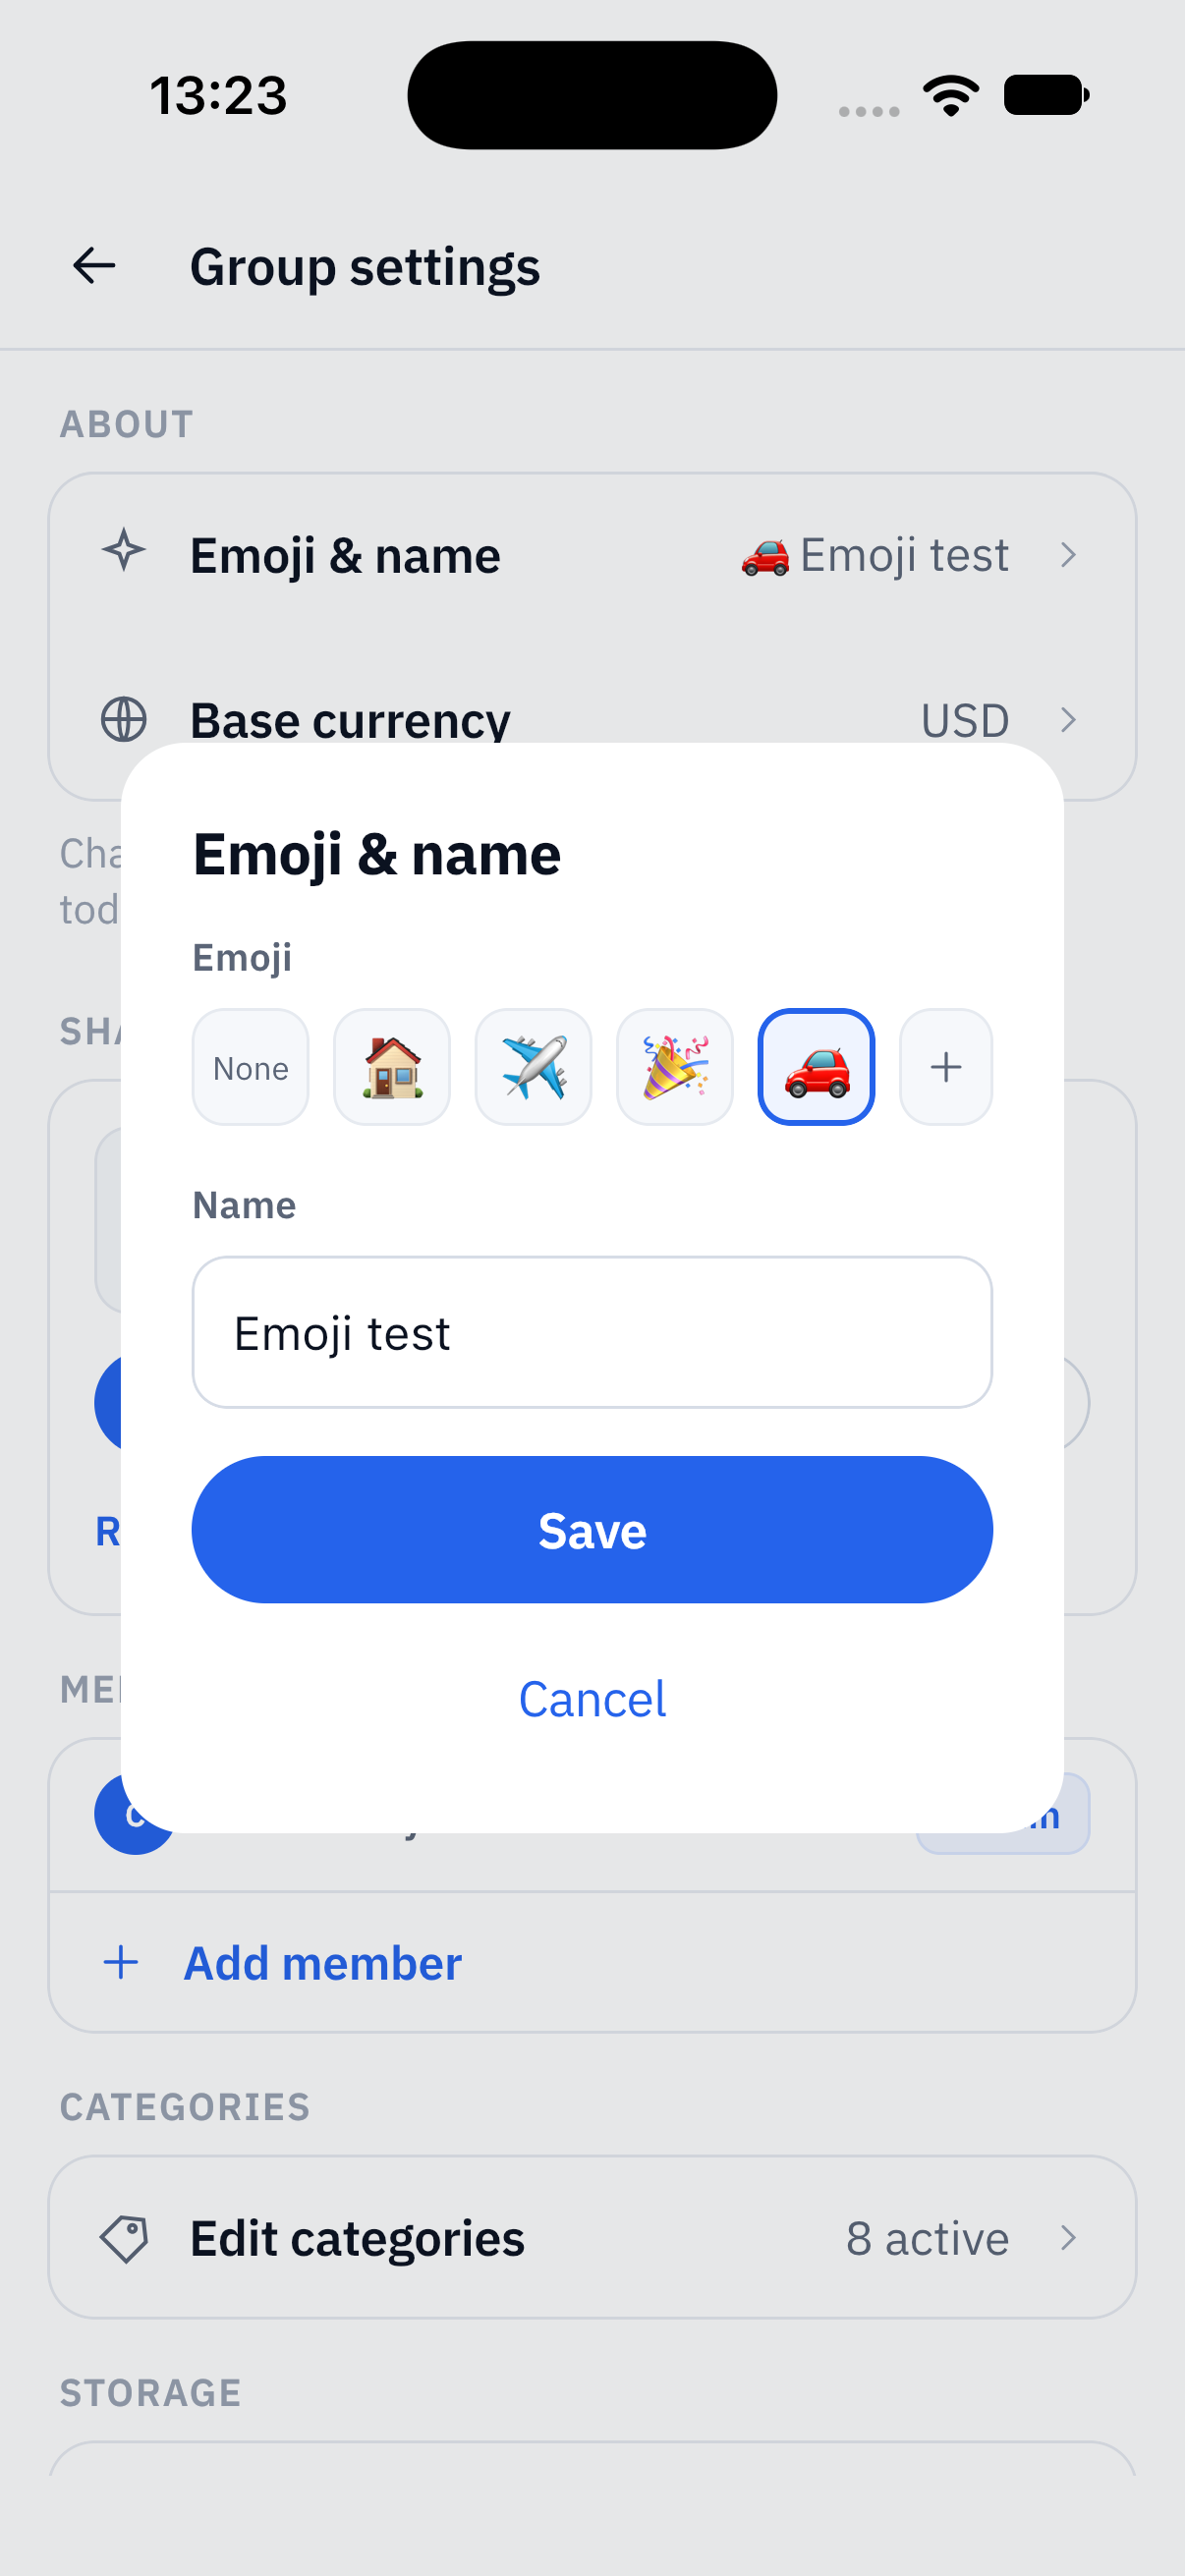 13:23
Group settings
ABOUT
Emoji & name
🚗 Emoji test
Base currency
USD
Emoji & name
Emoji
None
Name
Emoji test
Save
Cancel
Add member
CATEGORIES
Edit categories
8 active
STORAGE